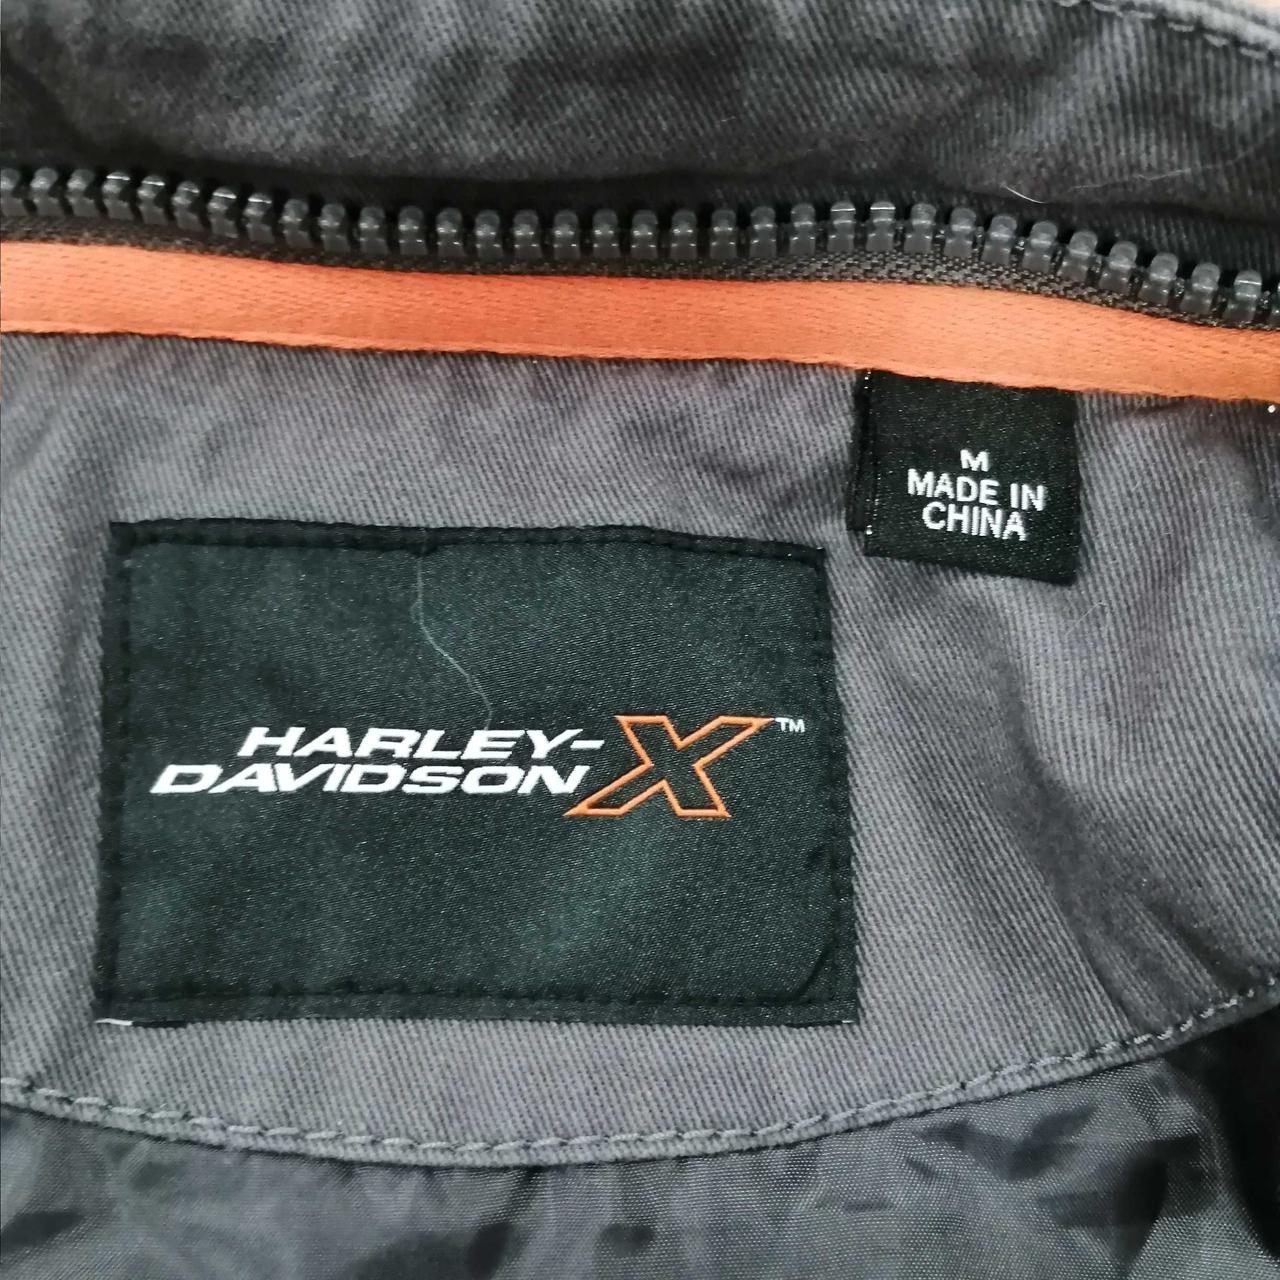 M
MADE IN
CHINA
HARLEY-
DAVIDSON X™